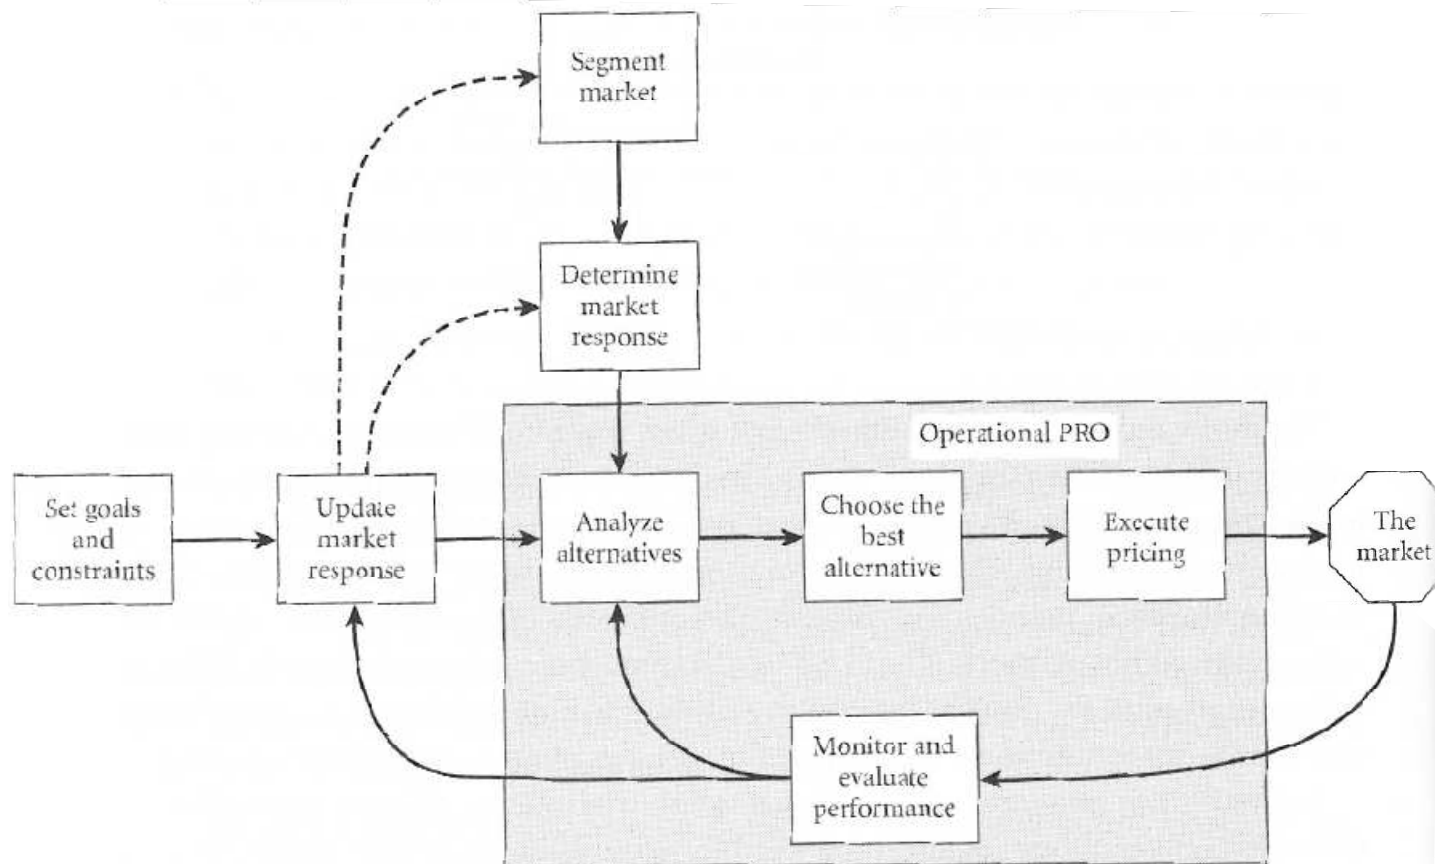 Segment
market
Determine
market
response
Operational PRO
Set goals
and
constraints
Update
market
response
Analyze
alternatives
Choose the
best
alternative
Execute
pricing
The
market
Monitor and
evaluate
performance